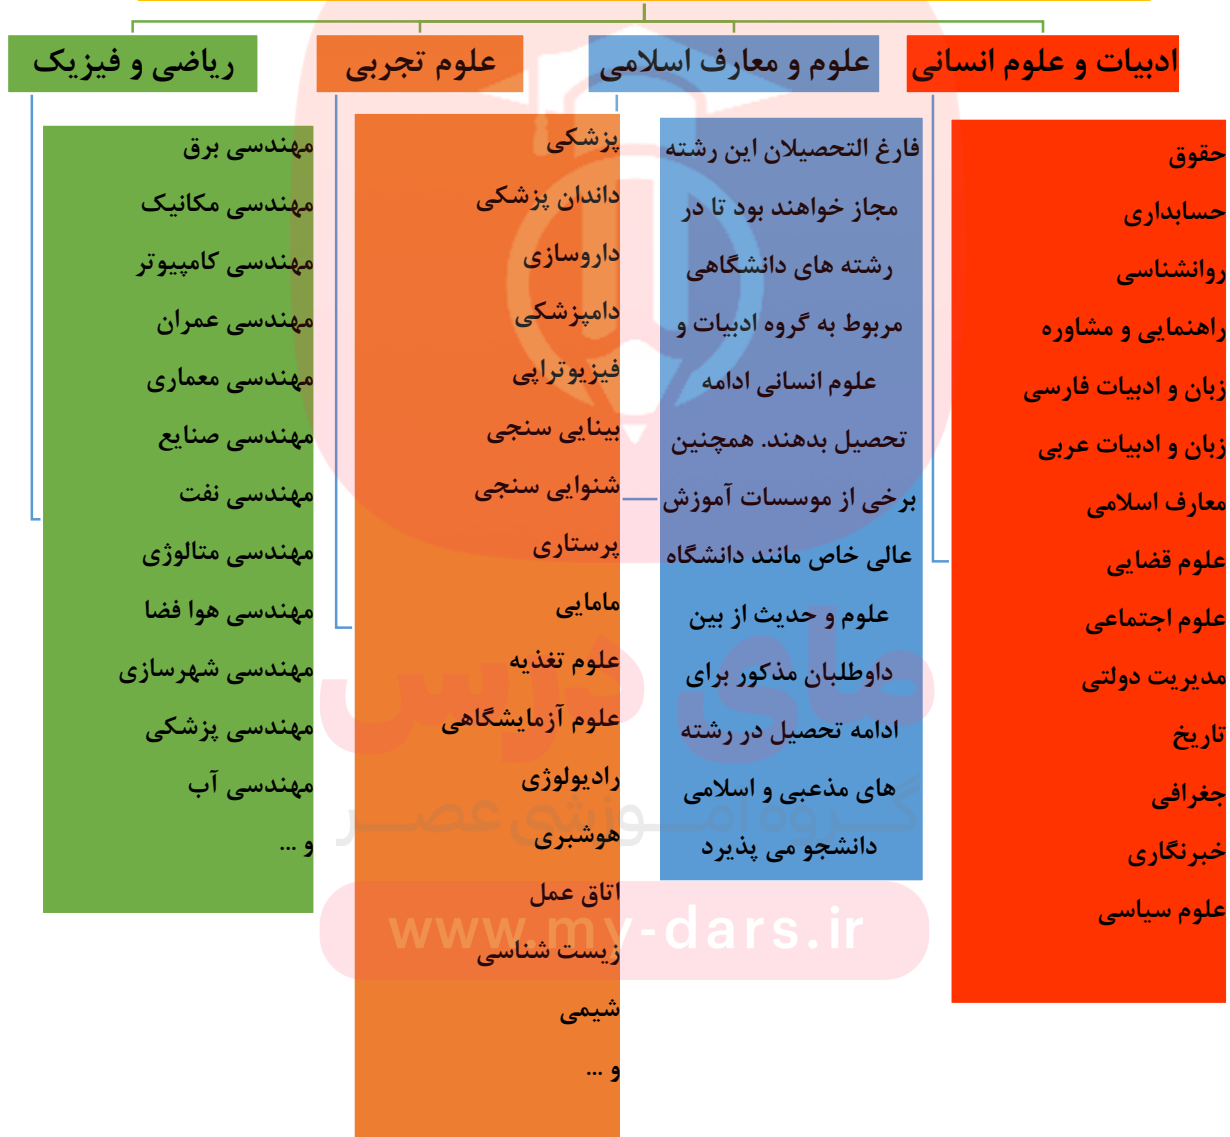 ادبیات و علوم انسانی
علوم و معارف اسلامی
علوم تجربی
ریاضی و فیزیک
حقوق
حسابداری
روانشناسی
راهنمایی و مشاوره
زبان و ادبیات فارسی
زبان و ادبیات عربی
معارف اسلامی
علوم قضایی
علوم اجتماعی
مدیریت دولتی
تاریخ
جغرافی
خبرنگاری
علوم سیاسی
فارغ التحصیلان این رشته
مجاز خواهند بود تا در
رشته های دانشگاهی
مربوط به گروه ادبیات و
علوم انسانی ادامه
تحصیل بدهند. همچنین
برخی از موسسات آموزش
عالی خاص مانند دانشگاه
علوم و حدیث از بین
داوطلبان مذکور برای
ادامه تحصیل در رشته
های مذعبی و اسلامی
دانشجو می پذیرد
پزشکی
داندان پزشکی
داروسازی
دامپزشکی
فیزیوتراپی
بینایی سنجی
شنوایی سنجی
پرستاری
مامایی
علوم تغذیه
علوم آزمایشگاهی
رادیولوژی
هوشبری
اتاق عمل
زیست شناسی
شیمی
و ...
مهندسی برق
مهندسی مکانیک
مهندسی کامپیوتر
مهندسی عمران
مهندسی معماری
مهندسی صنایع
مهندسی نفت
مهندسی متالوژی
مهندسی هوا فضا
مهندسی شهرسازی
مهندسی پزشکی
مهندسی آب
و ...
مای درس
گروه آموزشی عصر
www.my-dars.ir